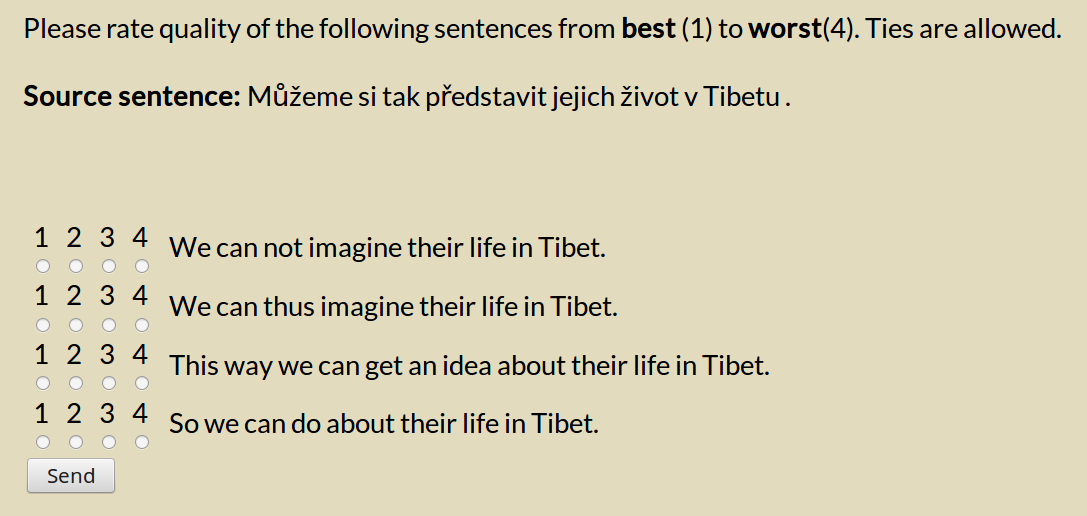 Please rate quality of the following sentences from best (1) to worst(4). Ties are allowed.
Source sentence: Můžeme si tak představit jejich život v Tibetu .
1 2 3 4 We can not imagine their life in Tibet.
1 2 3 4 We can thus imagine their life in Tibet.
1 2 3 4 This way we can get an idea about their life in Tibet.
1 2 3 4 So we can do about their life in Tibet.
Send